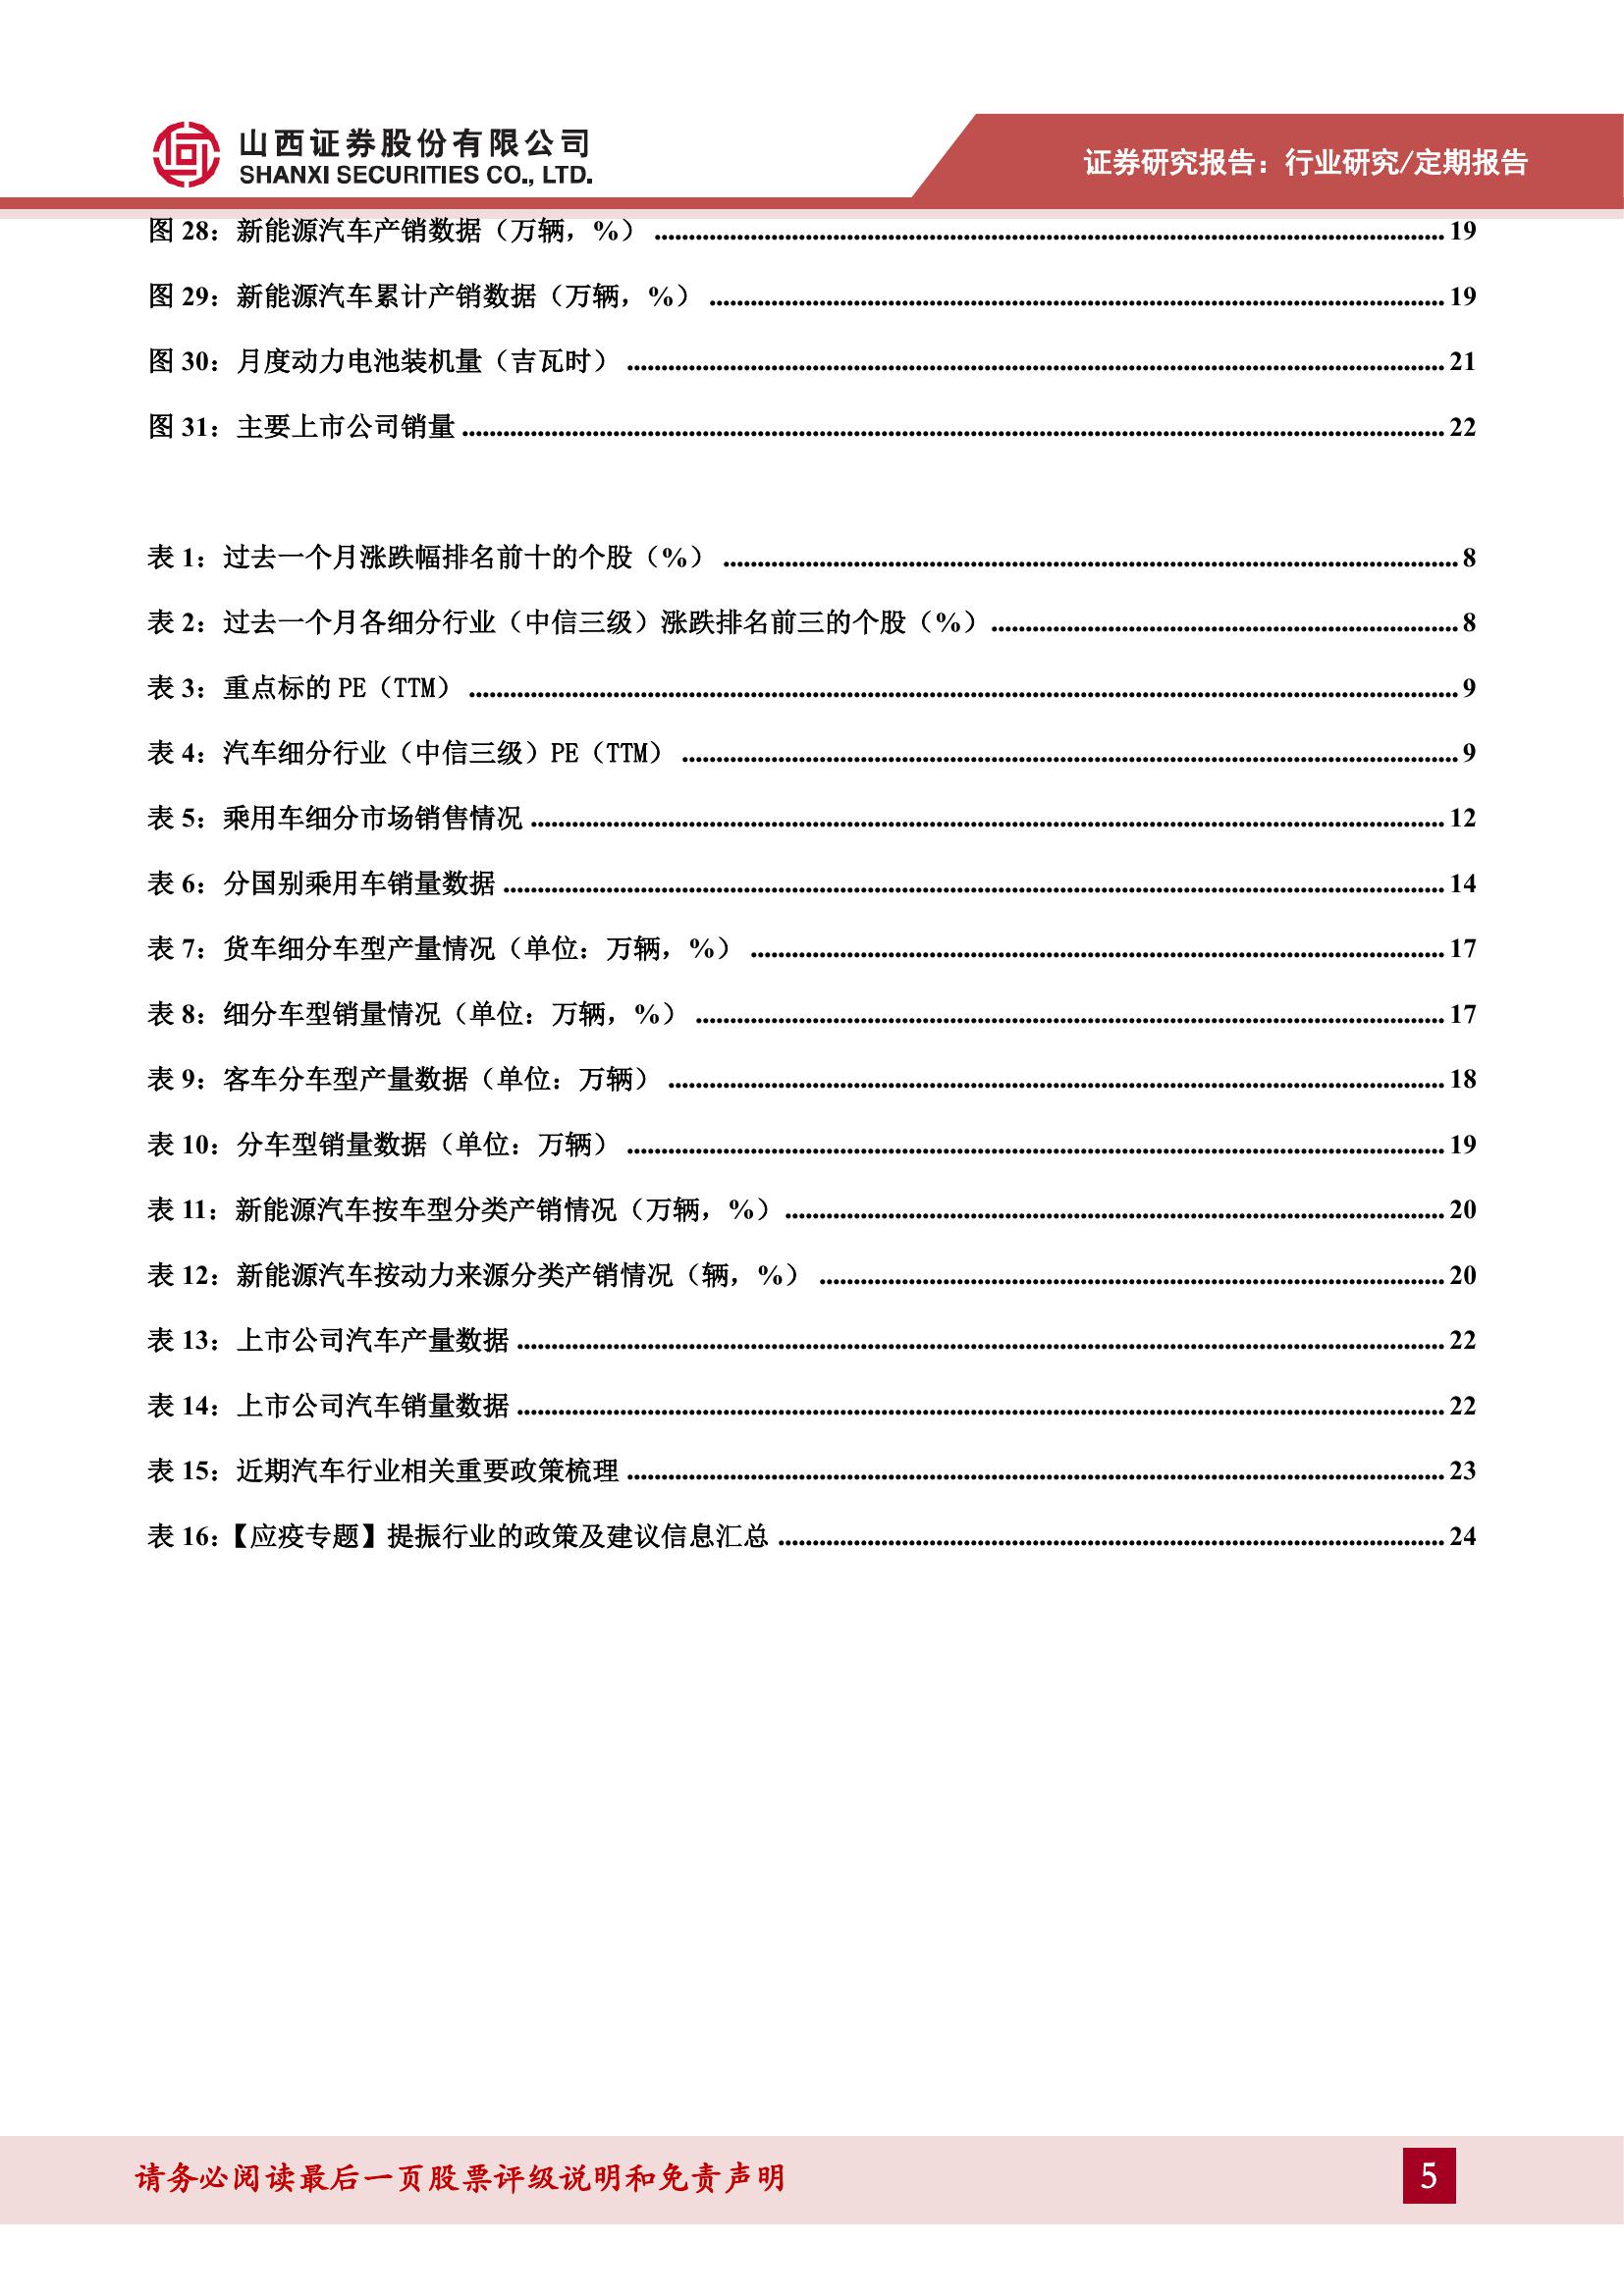 山西证券股份有限公司
SHANXI SECURITIES CO., LTD.
证券研究报告：行业研究/定期报告
图 28：新能源汽车产销数据（万辆，%） 19
图 29：新能源汽车累计产销数据（万辆，%） 19
图 30：月度动力电池装机量（吉瓦时） 21
图 31：主要上市公司销量 22
表 1：过去一个月涨跌幅排名前十的个股（%） 8
表 2：过去一个月各细分行业（中信三级）涨跌排名前三的个股（%） 8
表 3：重点标的 PE（TTM） 9
表 4：汽车细分行业（中信三级）PE（TTM） 9
表 5：乘用车细分市场销售情况 12
表 6：分国别乘用车销量数据 14
表 7：货车细分车型产量情况（单位：万辆，%） 17
表 8：细分车型销量情况（单位：万辆，%） 17
表 9：客车分车型产量数据（单位：万辆） 18
表 10：分车型销量数据（单位：万辆） 19
表 11：新能源汽车按车型分类产销情况（万辆，%） 20
表 12：新能源汽车按动力来源分类产销情况（辆，%） 20
表 13：上市公司汽车产量数据 22
表 14：上市公司汽车销量数据 22
表 15：近期汽车行业相关重要政策梳理 23
表 16：【应疫专题】提振行业的政策及建议信息汇总 24
请务必阅读最后一页股票评级说明和免责声明
5